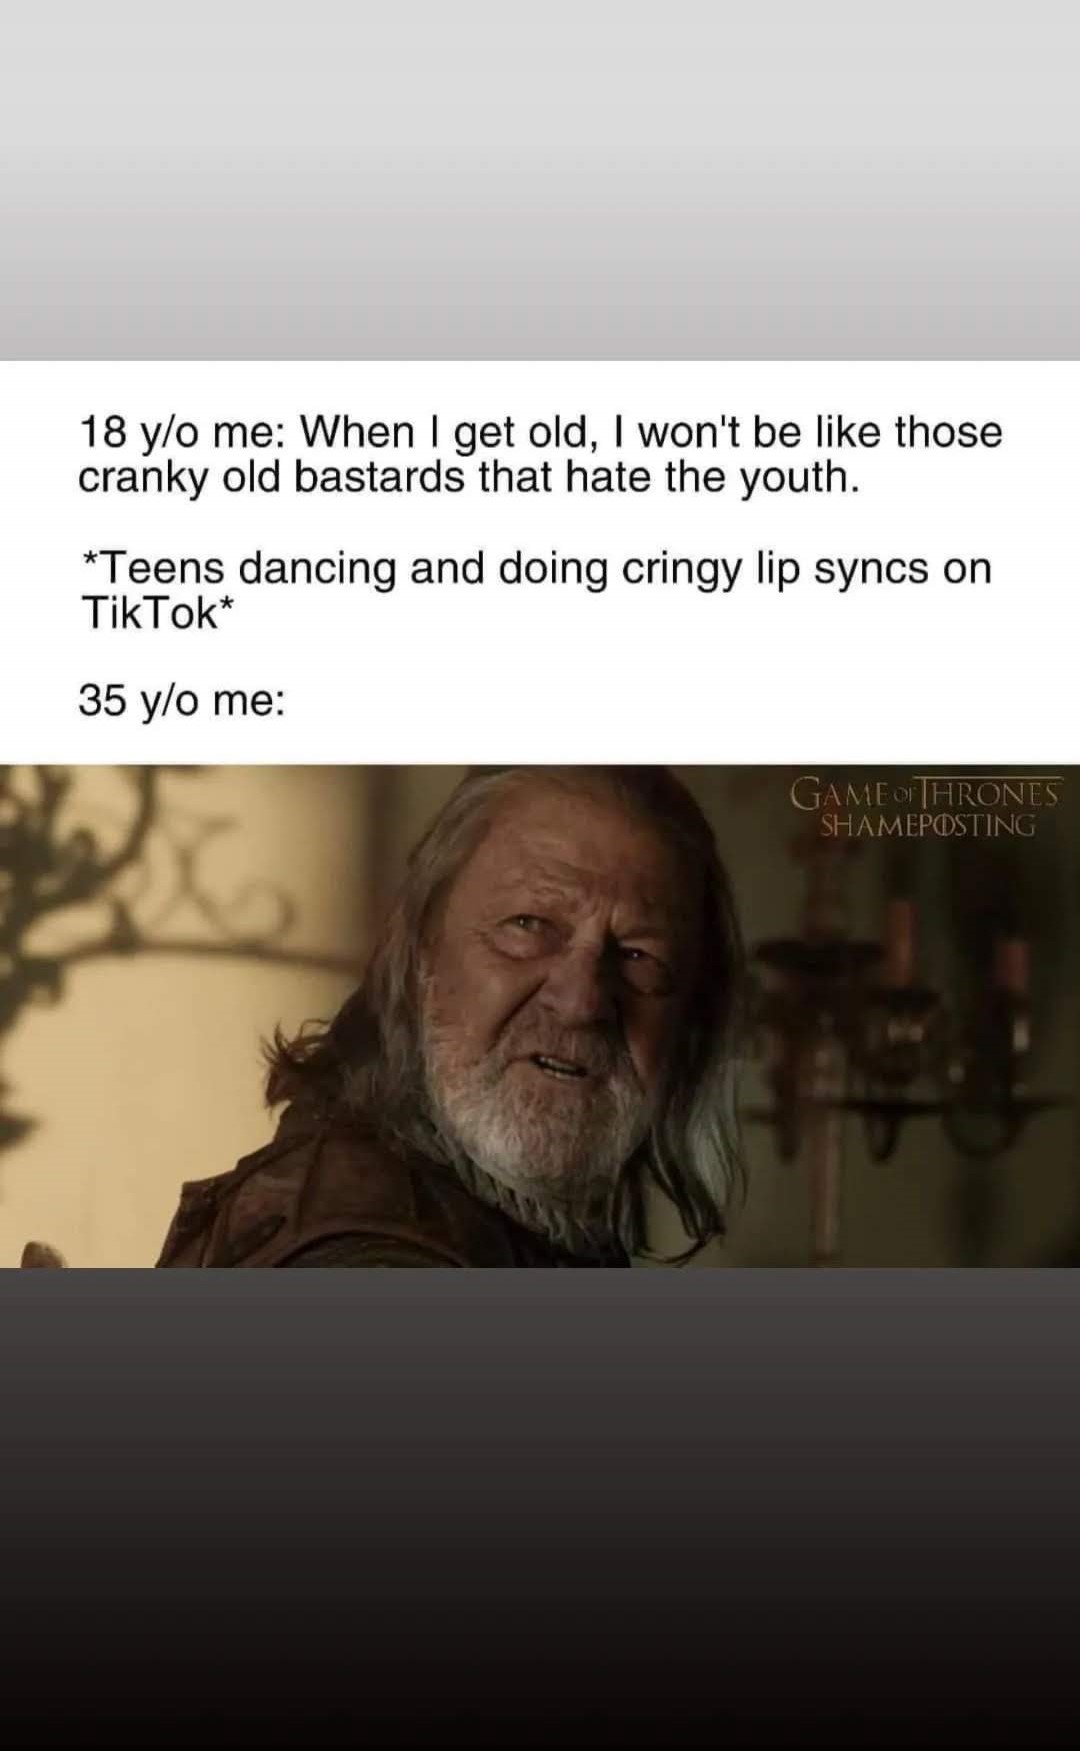 18 y/o me: When I get old, I won't be like those
cranky old bastards that hate the youth.
*Teens dancing and doing cringy lip syncs on
TikTok*
35 y/o me:
GAME OF THRONES
SHAMEPOSTING